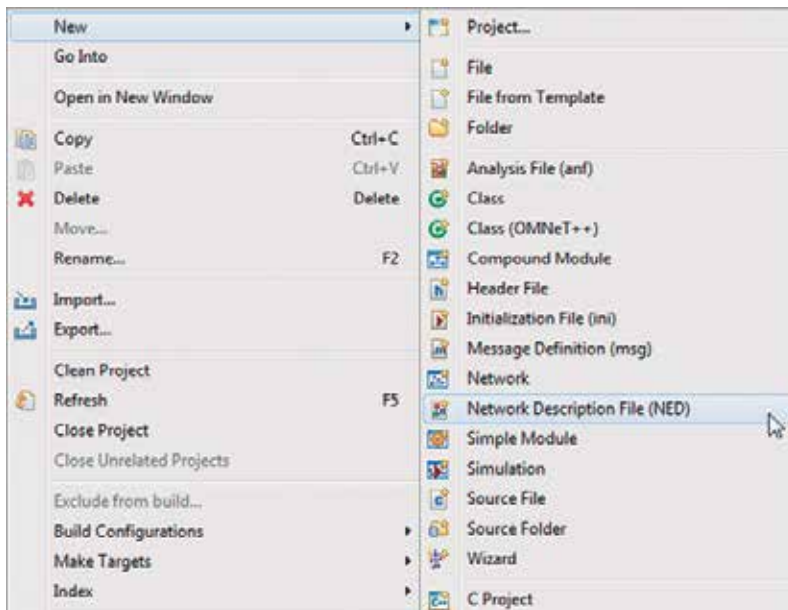 New
Go Into
Open in New Window
Copy Ctrl+C
Paste Ctrl+V
Delete Delete
Move...
Rename... F2
Import...
Export...
Clean Project
Refresh F5
Close Project
Close Unrelated Projects
Exclude from build...
Build Configurations
Make Targets
Index
Project...
File
File from Template
Folder
Analysis File (anf)
Class
Class (OMNeT++)
Compound Module
Header File
Initialization File (ini)
Message Definition (msg)
Network
Network Description File (NED)
Simple Module
Simulation
Source File
Source Folder
Wizard
C Project